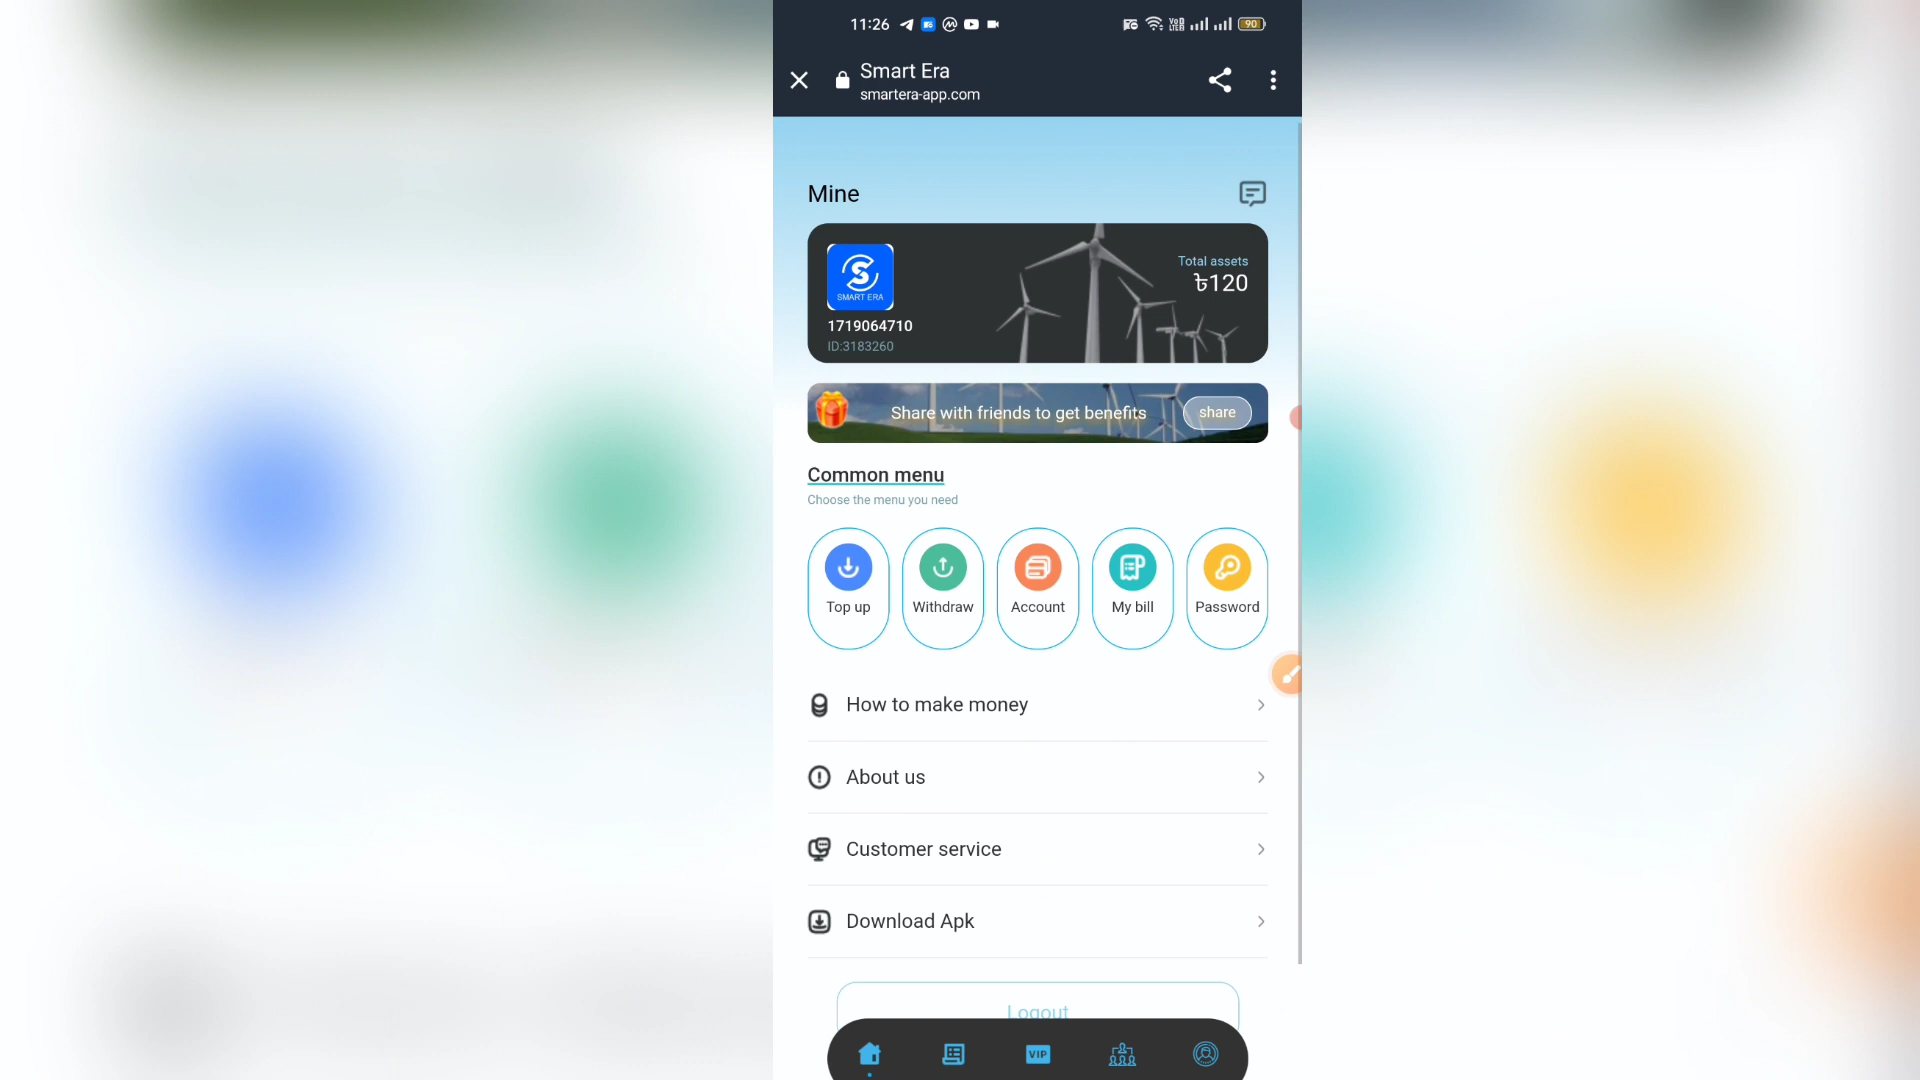 11:26
90
Smart Era
smartera-app.com
Mine
Total assets
৳120
SMART ERA
1719064710
ID:3183260
Share with friends to get benefits
share
Common menu
Choose the menu you need
Top up
Withdraw
Account
My bill
Password
How to make money
About us
Customer service
Download Apk
Logout
VIP